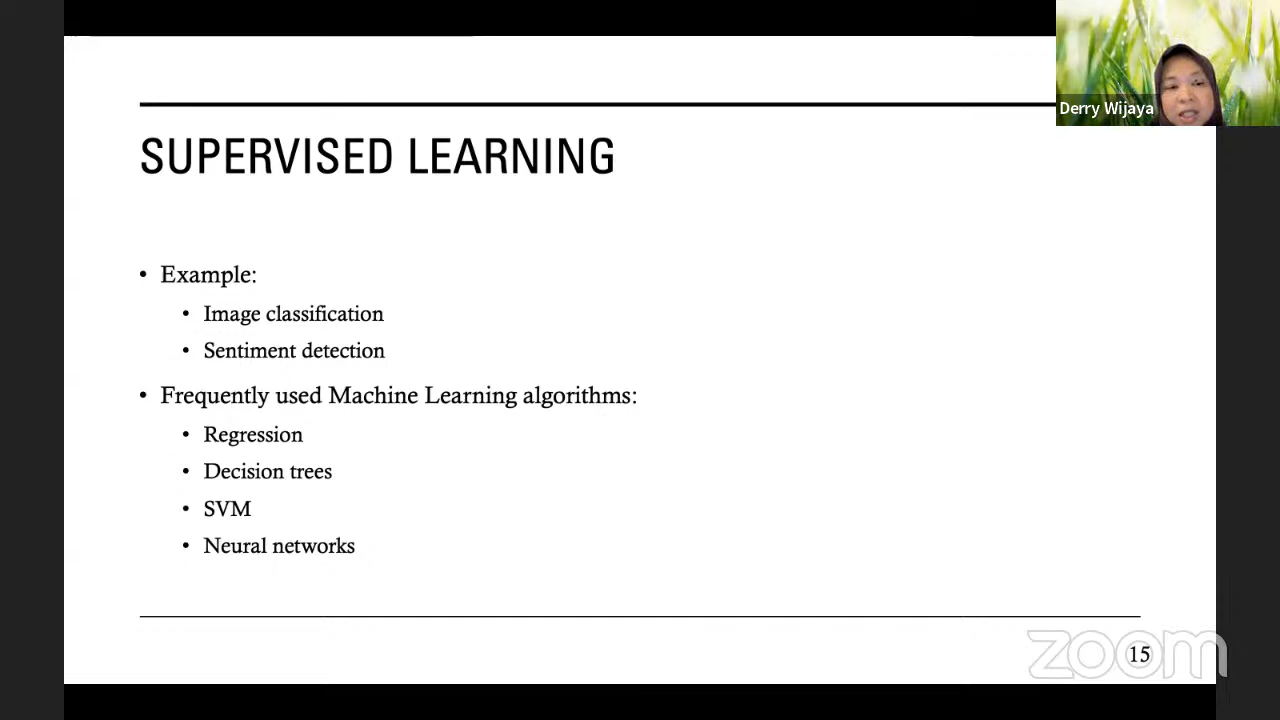 Derry Wijaya
SUPERVISED LEARNING
• Example:
• Image classification
• Sentiment detection
• Frequently used Machine Learning algorithms:
• Regression
• Decision trees
• SVM
• Neural networks
zoom
15